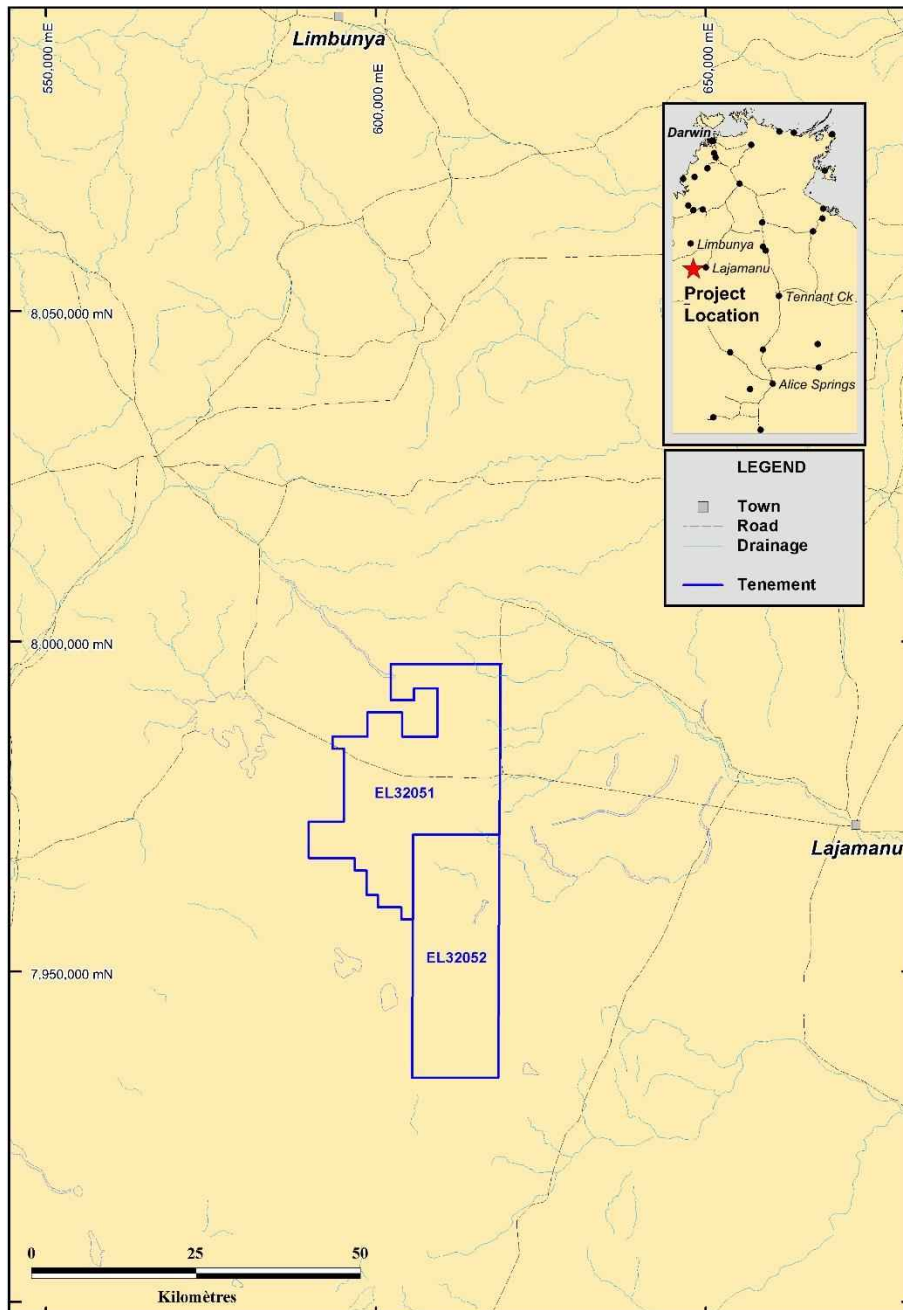 Limbunya
550,000 mE
600,000 mE
650,000 mE
Darwin
Limbunya
Lajamanu
Project
Location
Tennant Ck
Alice Springs
8,050,000 mN
LEGEND
Town
Road
Drainage
Tenement
8,000,000 mN
EL32051
Lajamanu
EL32052
7,950,000 mN
0 25 50
Kilomètres